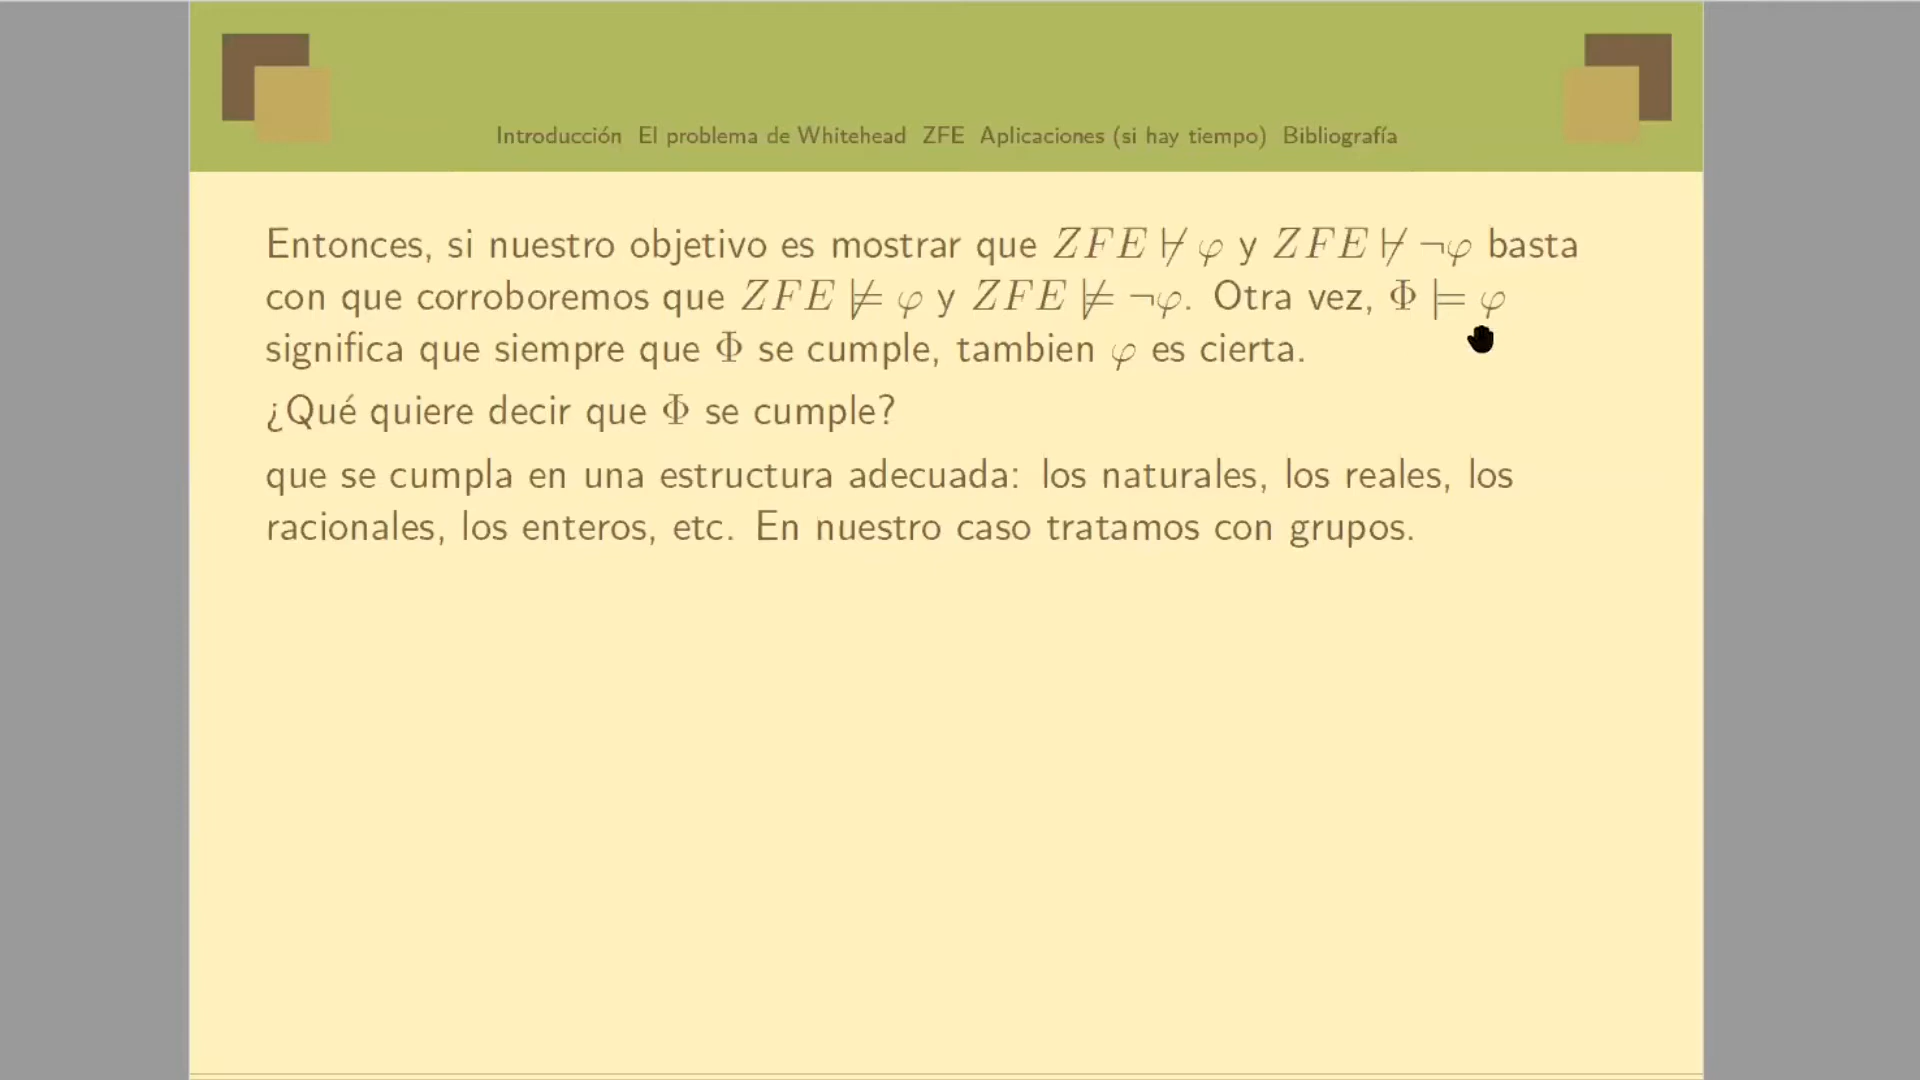 Introducción El problema de Whitehead ZFE Aplicaciones (si hay tiempo) Bibliografía
Entonces, si nuestro objetivo es mostrar que ZFE ⊬ φ y ZFE ⊬ ¬φ basta
con que corroboremos que ZFE ⊭ φ y ZFE ⊭ ¬φ. Otra vez, Φ ⊨ φ
significa que siempre que Φ se cumple, tambien φ es cierta.
¿Qué quiere decir que Φ se cumple?
que se cumpla en una estructura adecuada: los naturales, los reales, los
racionales, los enteros, etc. En nuestro caso tratamos con grupos.